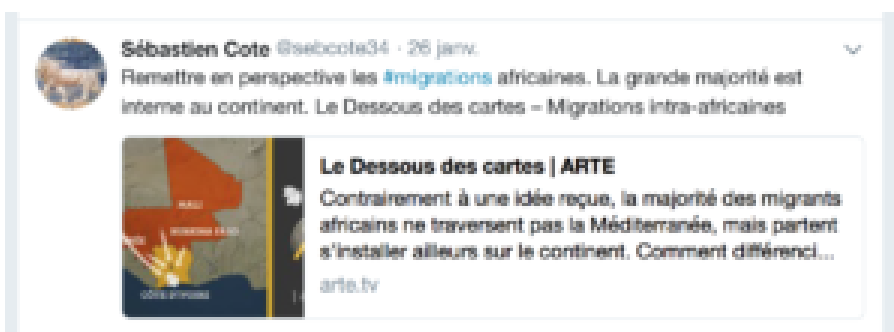 Sébastien Cote @sebcote34 · 26 janv.
Remettre en perspective les #migrations africaines. La grande majorité est
interne au continent. Le Dessous des cartes – Migrations intra-africaines
Le Dessous des cartes | ARTE
Contrairement à une idée reçue, la majorité des migrants
africains ne traversent pas la Méditerranée, mais partent
s'installer ailleurs sur le continent. Comment différenci...
arte.tv
MALI
BURKINA FASO
CÔTE D'IVOIRE